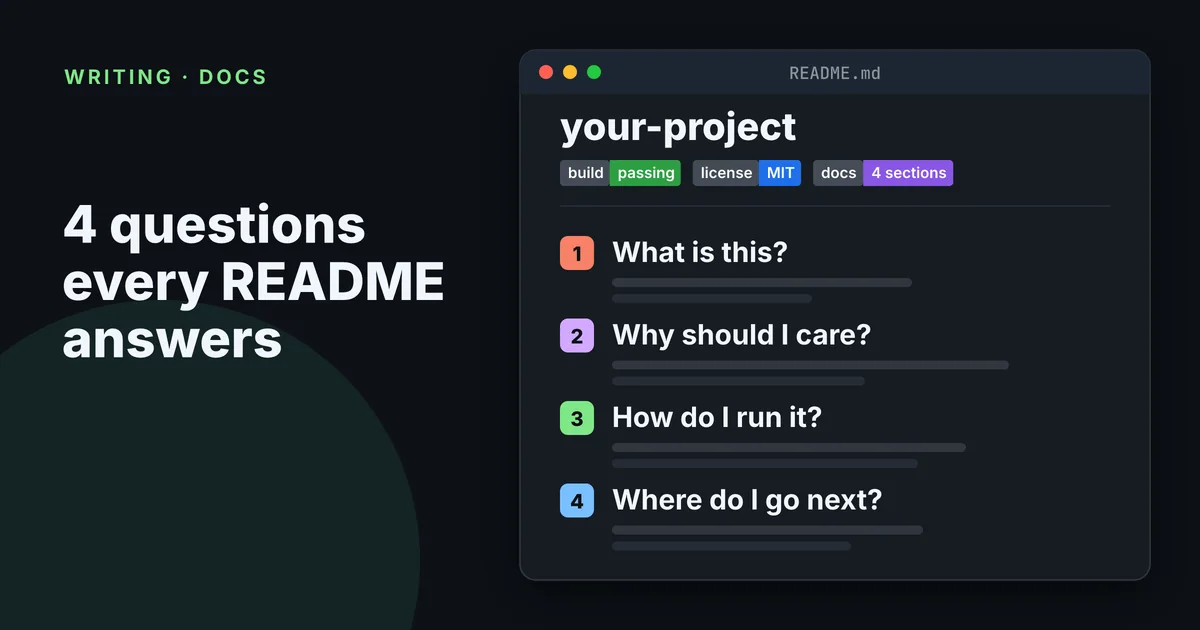 WRITING · DOCS
4 questions
every README
answers
README.md
your-project
build passing license MIT docs 4 sections
1 What is this?
2 Why should I care?
3 How do I run it?
4 Where do I go next?